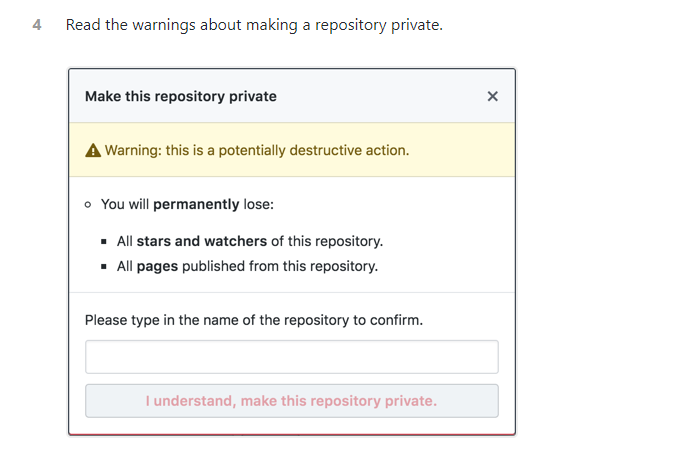 4 Read the warnings about making a repository private.
Make this repository private
Warning: this is a potentially destructive action.
You will permanently lose:
All stars and watchers of this repository.
All pages published from this repository.
Please type in the name of the repository to confirm.
I understand, make this repository private.